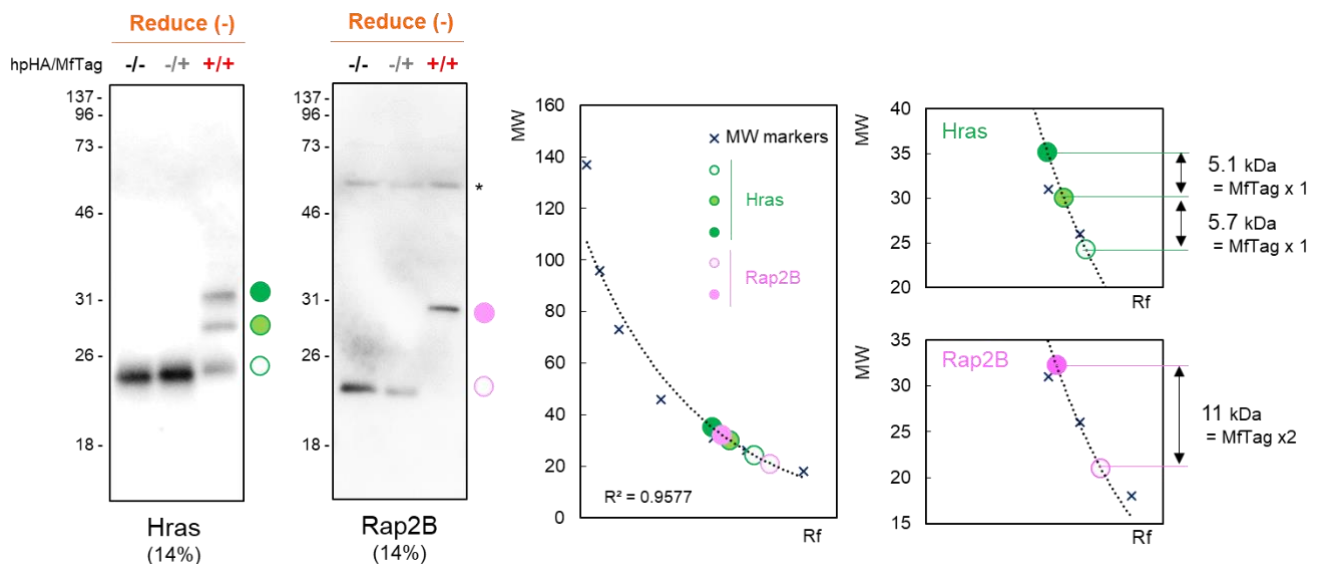 Reduce (-)
hpHA/MfTag -/- -/+ +/+
137 -
96 -
73 -
46 -
31 -
26 -
18 -
Hras
(14%)
Reduce (-)
-/- -/+ +/+
137 -
96 -
73 -
46 -
31 -
26 -
18 -
*
Rap2B
(14%)
MW
160
140
120
100
80
60
40
20
0
MW markers
Hras
Rap2B
R² = 0.9577
Rf
MW
40
35
30
25
20
Hras
Rf
5.1 kDa
= MfTag x 1
5.7 kDa
= MfTag x 1
MW
35
30
25
20
15
Rap2B
Rf
11 kDa
= MfTag x2